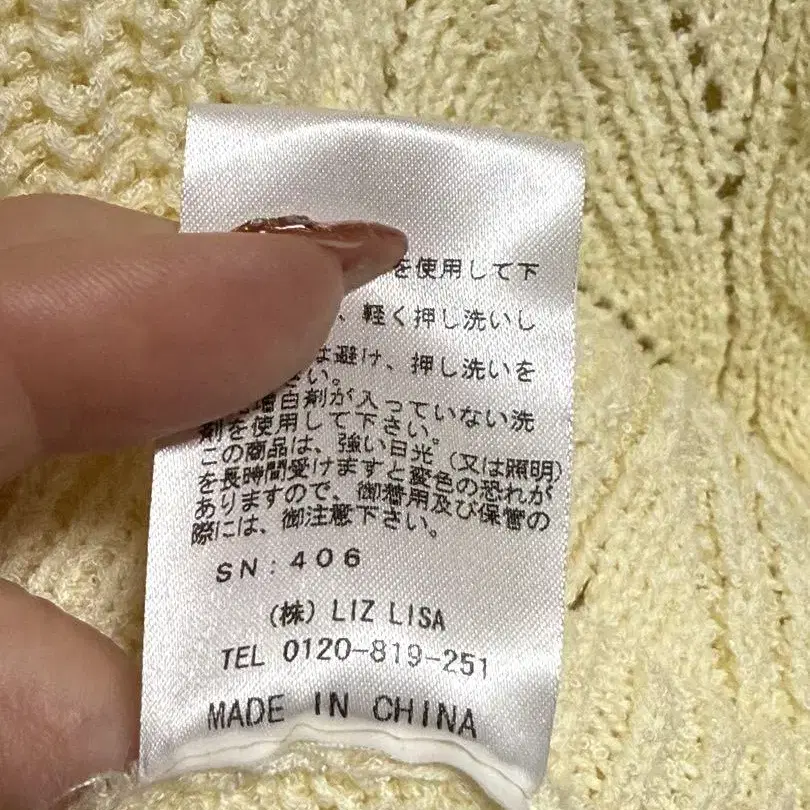 を使用して下
、軽く押し洗いし
は避け、押し洗いを
さい。
増白剤が入っていない洗
剤を使用して下さい。
この商品は、強い日光(又は照明)
を長時間受けますと変色の恐れが
ありますので、御着用及び保管の
際には、御注意下さい。
SN:406
(株) LIZ LISA
TEL 0120-819-251
MADE IN CHINA